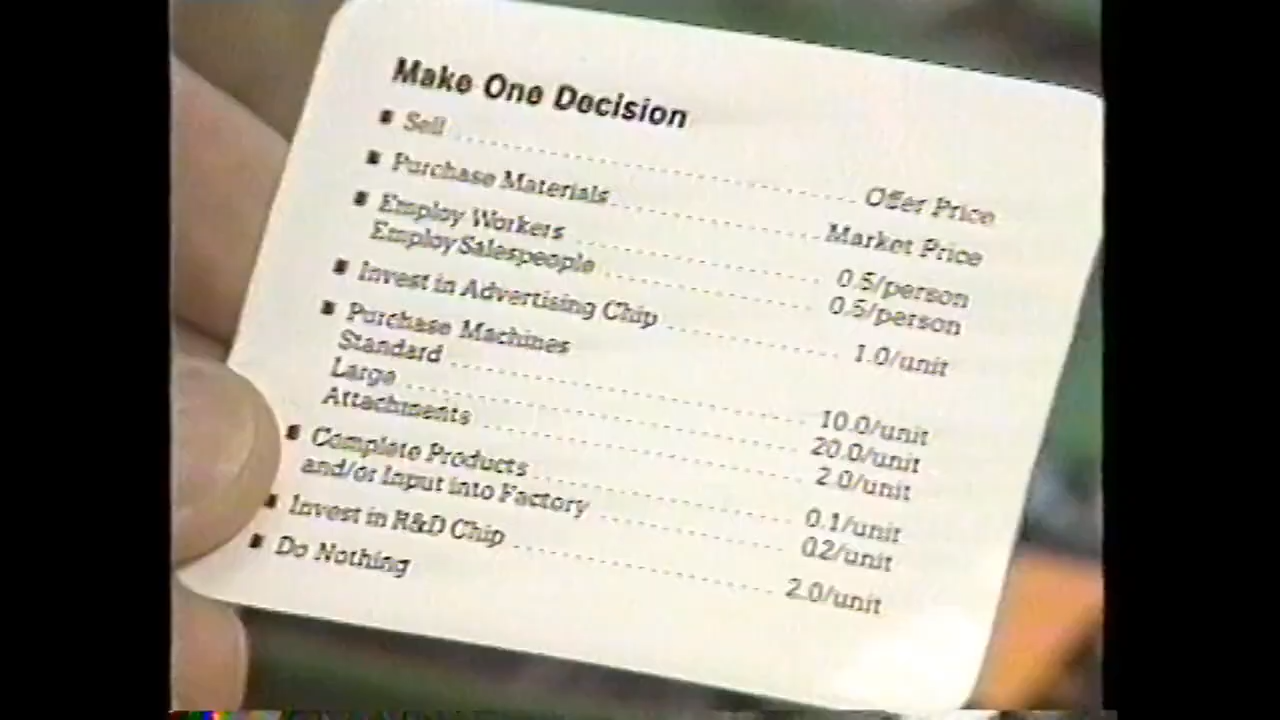 Make One Decision
▪ Sell .......... Offer Price
▪ Purchase Materials .......... Market Price
▪ Employ Workers .......... 0.5/person
Employ Salespeople .......... 0.5/person
▪ Invest in Advertising Chip .......... 1.0/unit
▪ Purchase Machines
Standard .......... 10.0/unit
Large .......... 20.0/unit
Attachments .......... 2.0/unit
▪ Complete Products .......... 0.1/unit
and/or Input into Factory .......... 0.2/unit
▪ Invest in R&D Chip .......... 2.0/unit
▪ Do Nothing